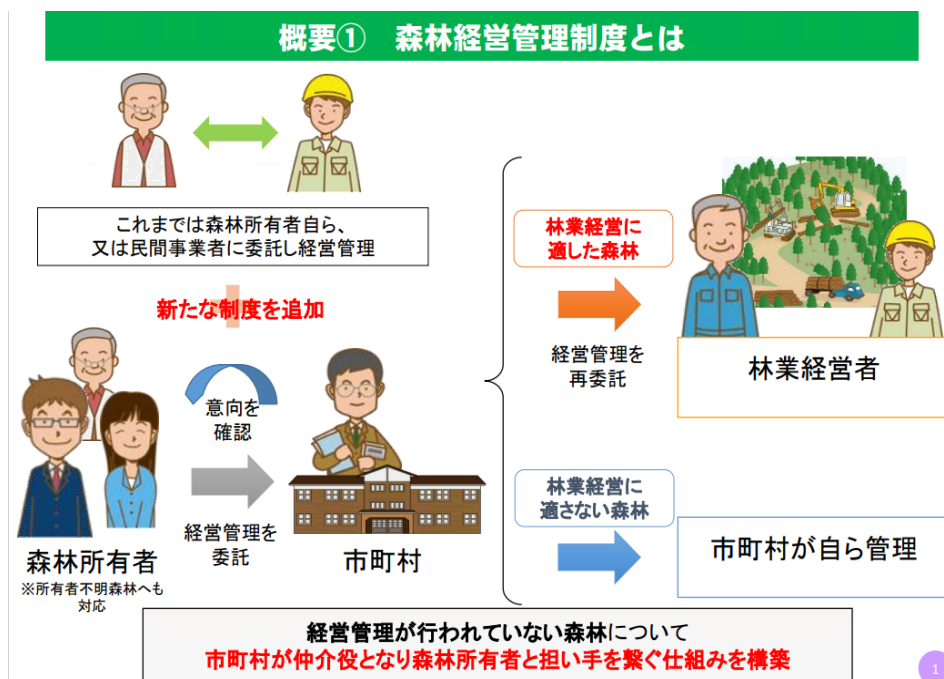 概要① 森林経営管理制度とは
これまでは森林所有者自ら、
又は民間事業者に委託し経営管理
新たな制度を追加
意向を
確認
経営管理を
委託
森林所有者
※所有者不明森林へも
対応
市町村
林業経営に
適した森林
経営管理を
再委託
林業経営者
林業経営に
適さない森林
市町村が自ら管理
経営管理が行われていない森林について
市町村が仲介役となり森林所有者と担い手を繋ぐ仕組みを構築
1